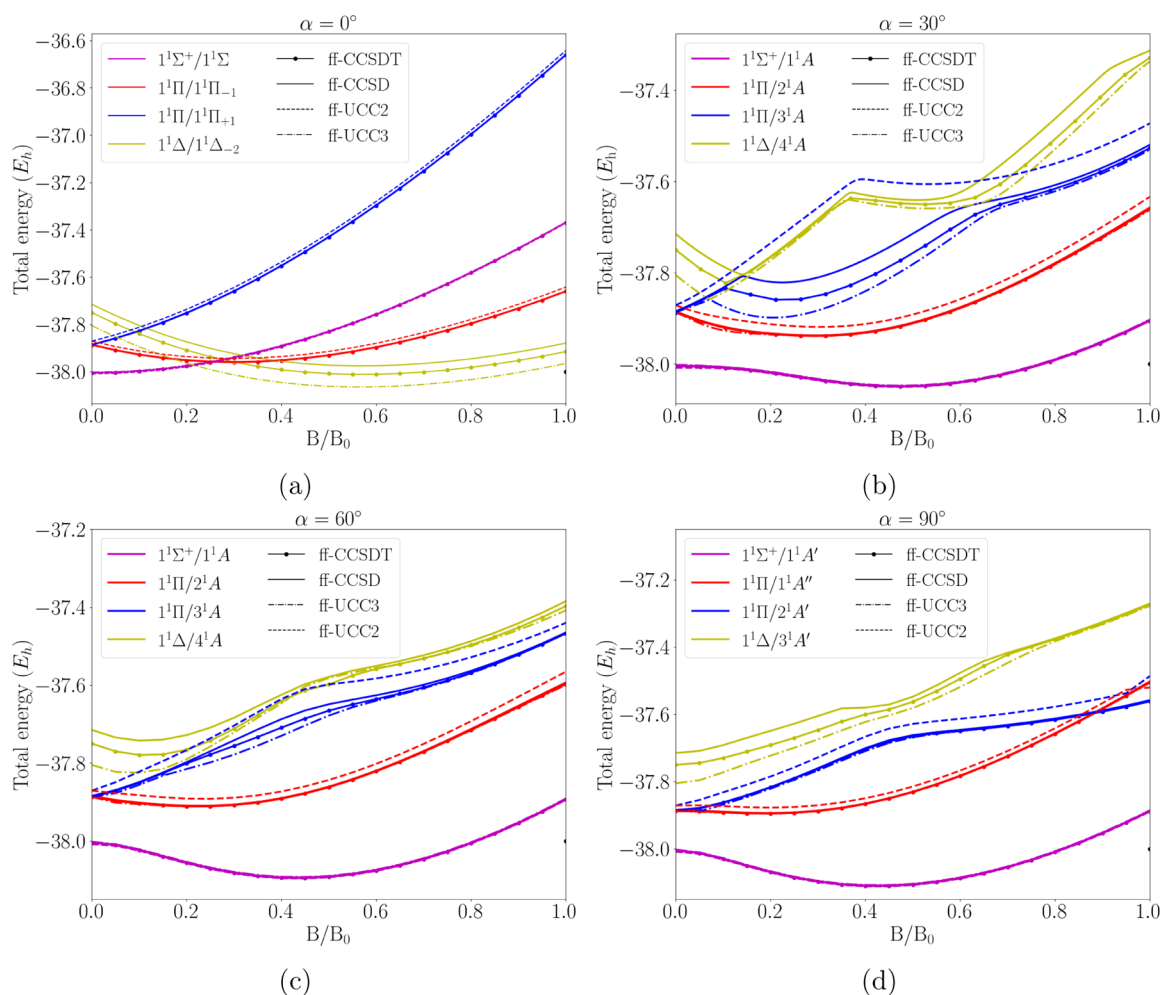 α = 0°
−36.6
−36.8
−37.0
−37.2
−37.4
−37.6
−37.8
−38.0
Total energy (E_h)
1¹Σ⁺/1¹Σ
1¹Π/1¹Π₋₁
1¹Π/1¹Π₊₁
1¹Δ/1¹Δ₋₂
ff-CCSDT
ff-CCSD
ff-UCC2
ff-UCC3
0.0 0.2 0.4 0.6 0.8 1.0
B/B₀
(a)
α = 30°
−37.4
−37.6
−37.8
−38.0
Total energy (E_h)
1¹Σ⁺/1¹A
1¹Π/2¹A
1¹Π/3¹A
1¹Δ/4¹A
ff-CCSDT
ff-CCSD
ff-UCC2
ff-UCC3
0.0 0.2 0.4 0.6 0.8 1.0
B/B₀
(b)
α = 60°
−37.2
−37.4
−37.6
−37.8
−38.0
Total energy (E_h)
1¹Σ⁺/1¹A
1¹Π/2¹A
1¹Π/3¹A
1¹Δ/4¹A
ff-CCSDT
ff-CCSD
ff-UCC3
ff-UCC2
0.0 0.2 0.4 0.6 0.8 1.0
B/B₀
(c)
α = 90°
−37.2
−37.4
−37.6
−37.8
−38.0
Total energy (E_h)
1¹Σ⁺/1¹A′
1¹Π/1¹A″
1¹Π/2¹A′
1¹Δ/3¹A′
ff-CCSDT
ff-CCSD
ff-UCC3
ff-UCC2
0.0 0.2 0.4 0.6 0.8 1.0
B/B₀
(d)